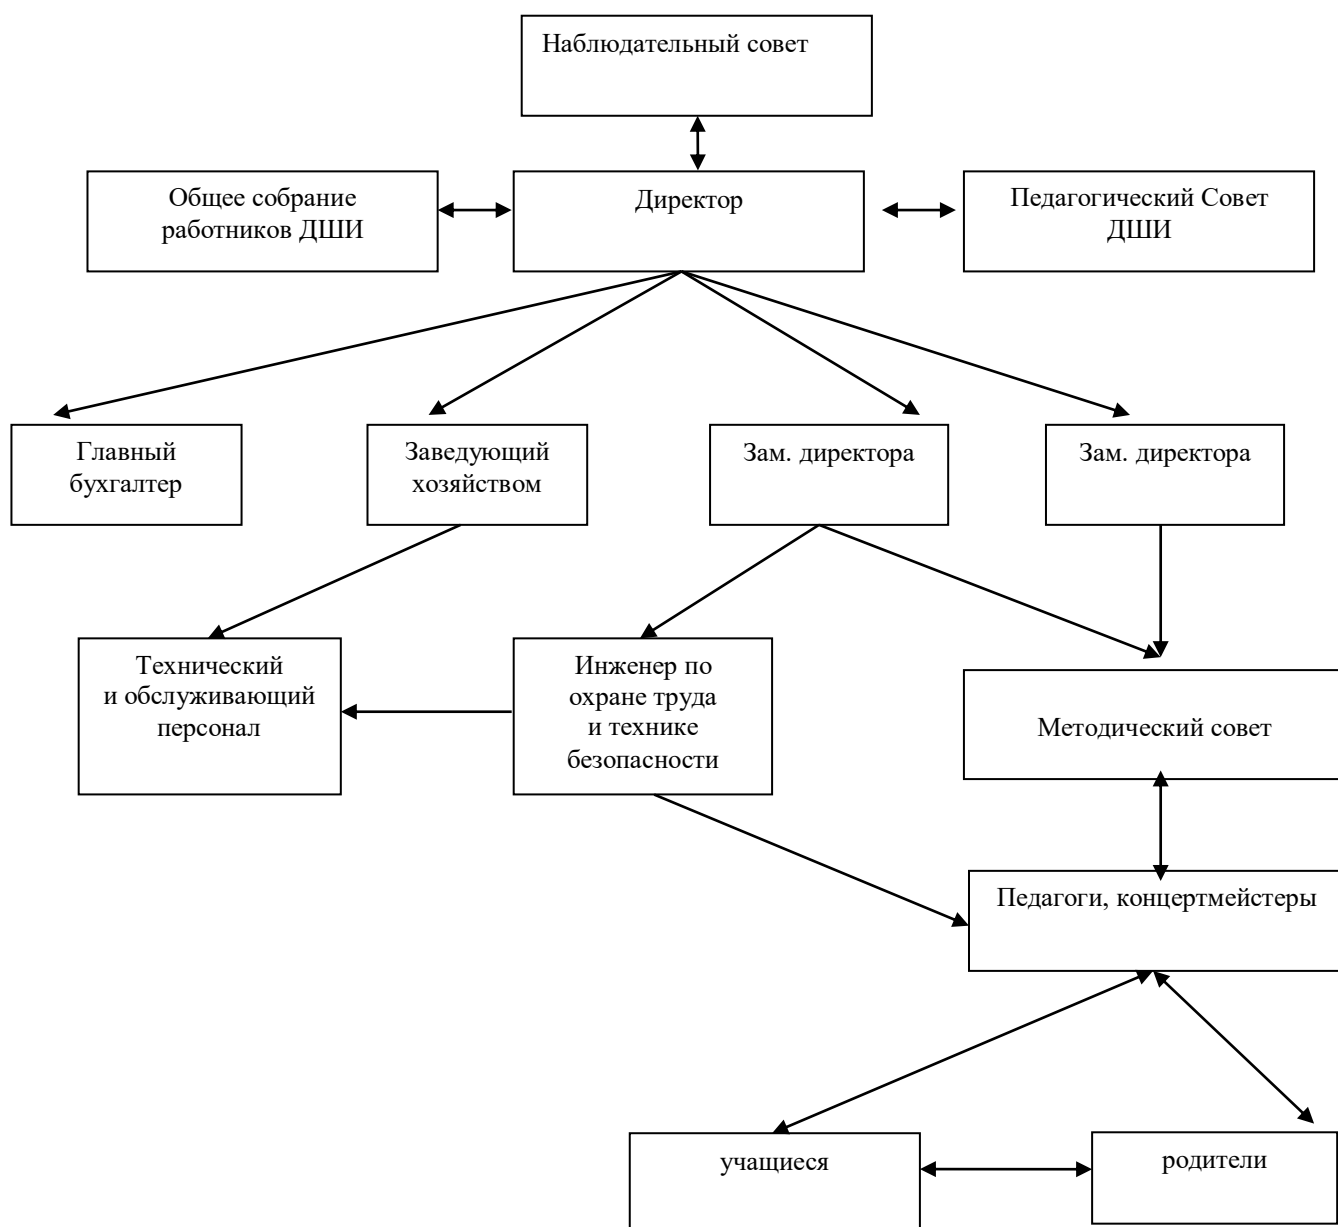 Наблюдательный совет
Общее собрание
работников ДШИ
Директор
Педагогический Совет
ДШИ
Главный
бухгалтер
Заведующий
хозяйством
Зам. директора
Зам. директора
Технический
и обслуживающий
персонал
Инженер по
охране труда
и технике
безопасности
Методический совет
Педагоги, концертмейстеры
учащиеся
родители